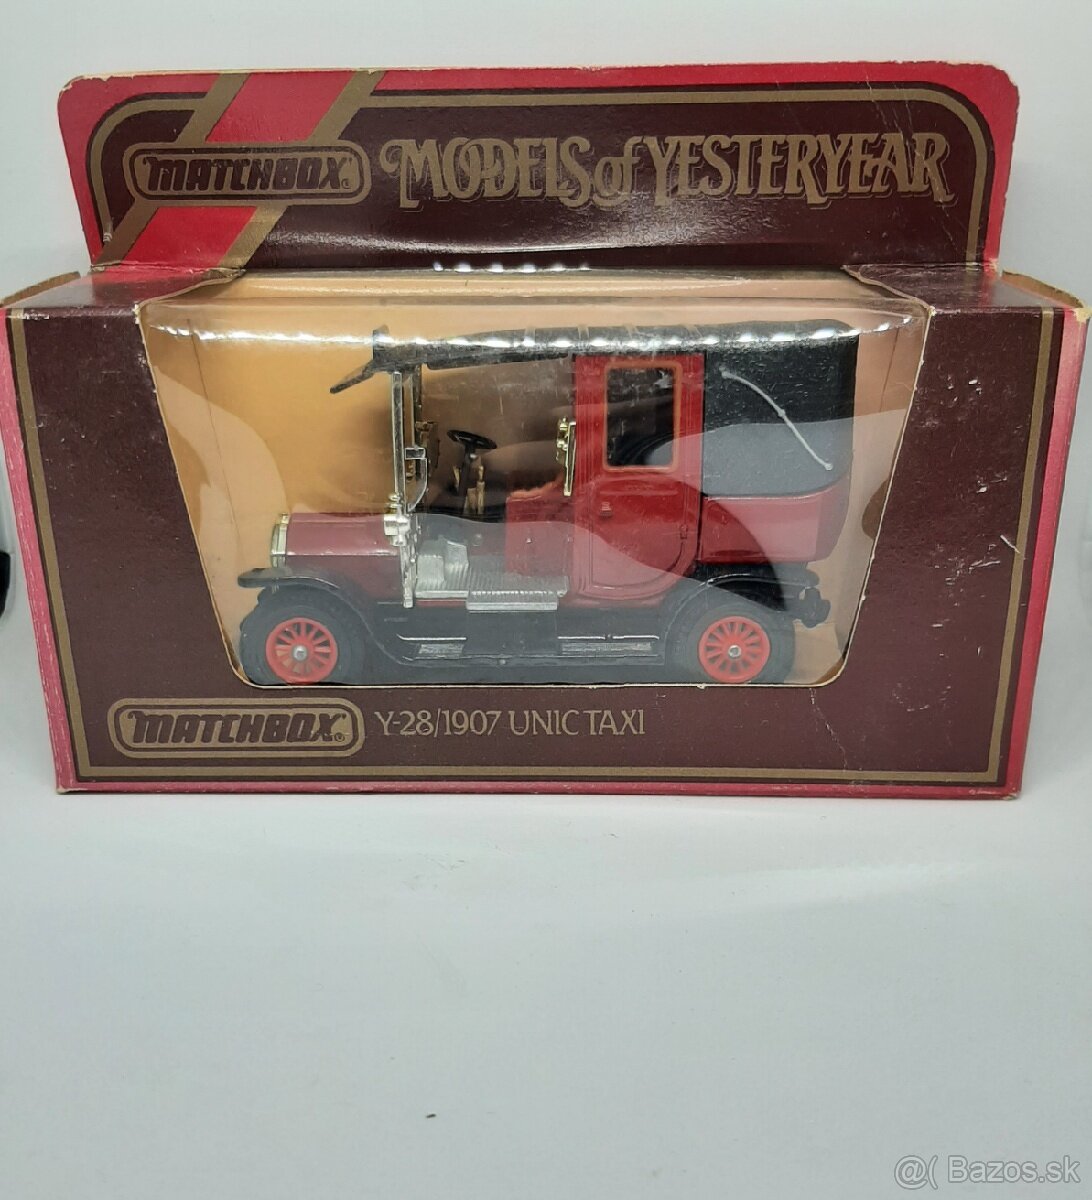 MATCHBOX® MODELS of YESTERYEAR
MATCHBOX® Y-28/1907 UNIC TAXI
@( Bazos.sk